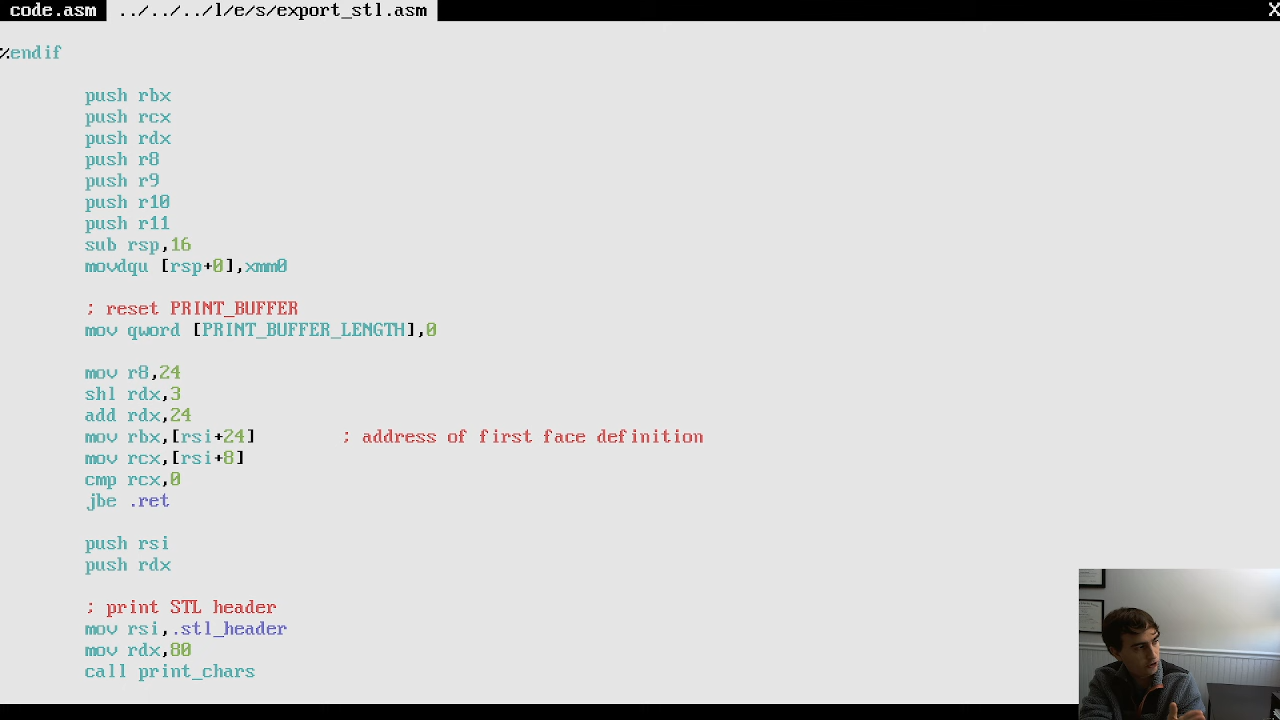 code.asm ../../../l/e/s/export_stl.asm X
%endif
push rbx
push rcx
push rdx
push r8
push r9
push r10
push r11
sub rsp,16
movdqu [rsp+0],xmm0
; reset PRINT_BUFFER
mov qword [PRINT_BUFFER_LENGTH],0
mov r8,24
shl rdx,3
add rdx,24
mov rbx,[rsi+24] ; address of first face definition
mov rcx,[rsi+8]
cmp rcx,0
jbe .ret
push rsi
push rdx
; print STL header
mov rsi,.stl_header
mov rdx,80
call print_chars